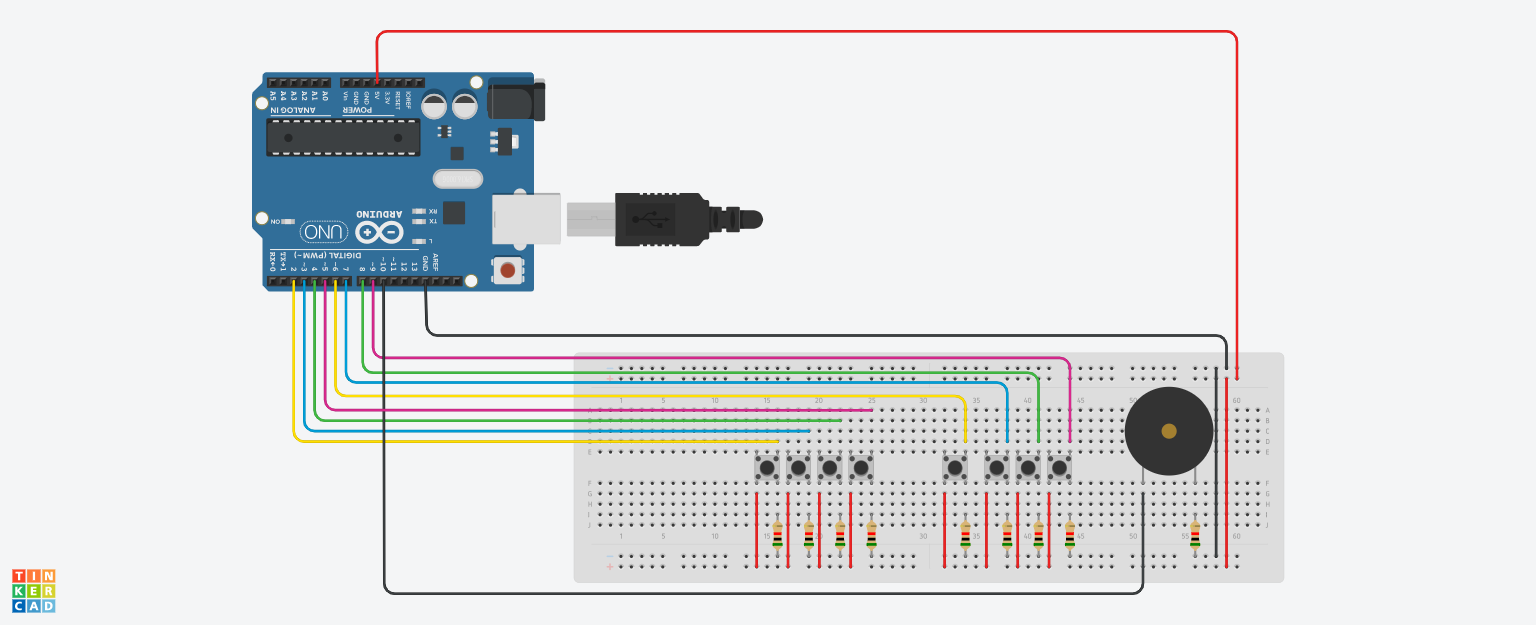 A5 A4 A3 A2 A1 A0 Vin GND GND 5V 3.3V RESET IOREF
ANALOG IN POWER
ON UNO ARDUINO RX
TX
L
DIGITAL (PWM~)
RX←0 TX→1 2 ~3 4 ~5 ~6 7 8 ~9 ~10 ~11 12 13 GND AREF
− −
+ +
1 5 10 15 20 25 30 35 40 45 50 60
A A
B
C C
D D
E E
F F
G G
H H
I I
J J
1 5 10 15 20 25 30 35 40 45 50 55 60
−
+
TIN
KER
CAD